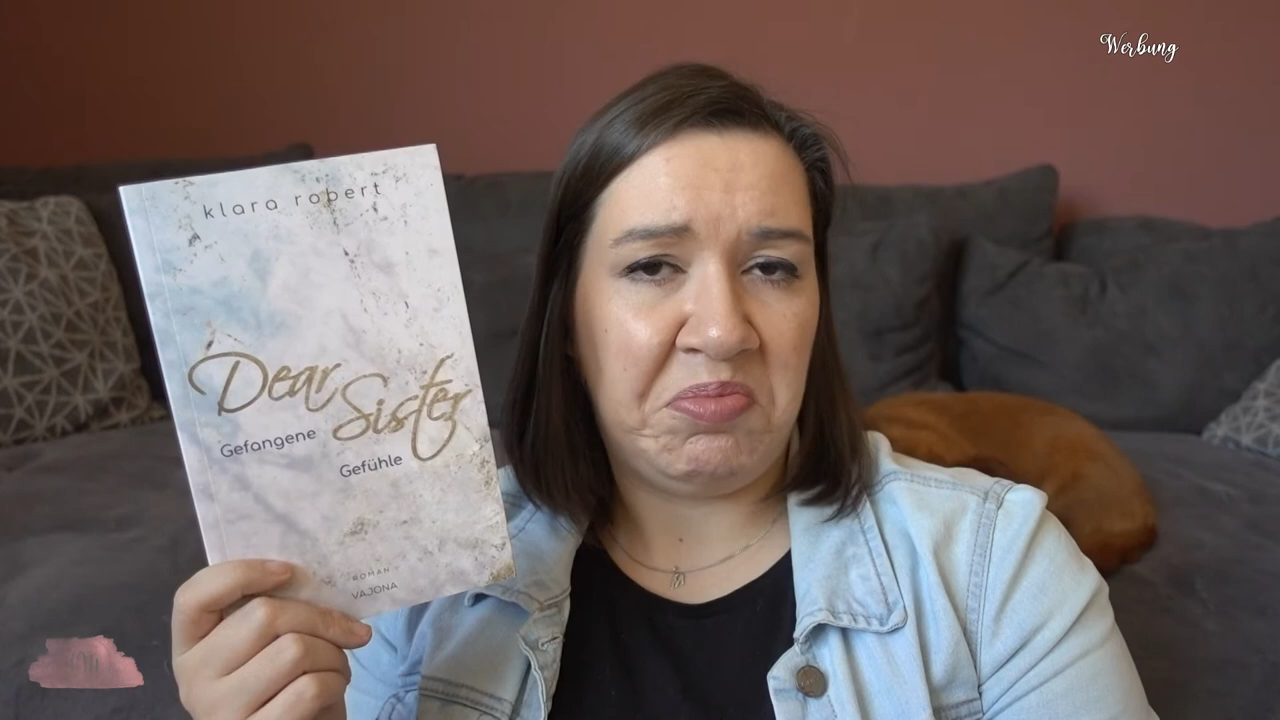 Werbung
klara robert
Dear
Sister
Gefangene
Gefühle
ROMAN
VAJONA